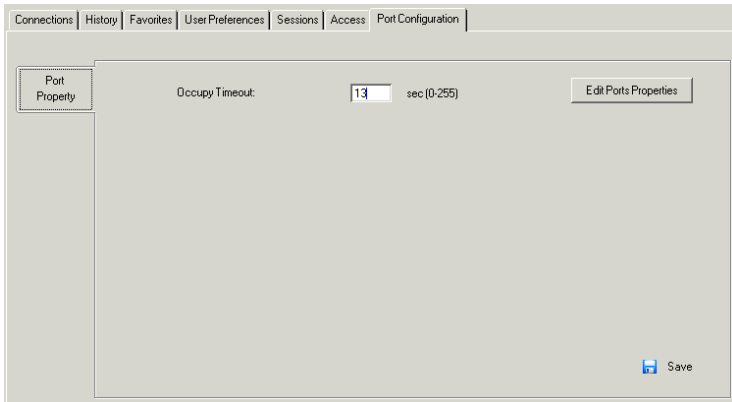 Connections History Favorites User Preferences Sessions Access Port Configuration
Port
Property
Occupy Timeout: 13 sec (0-255) Edit Ports Properties
Save